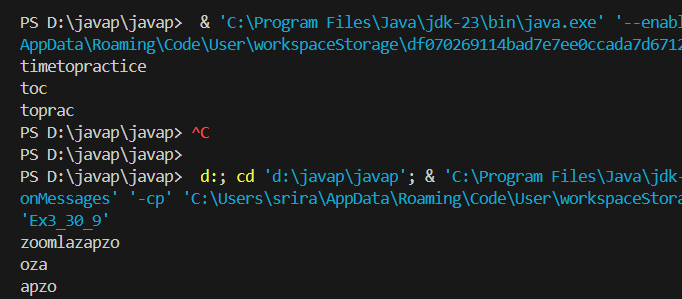 PS D:\javap\javap>  & 'C:\Program Files\Java\jdk-23\bin\java.exe' '--enabl
AppData\Roaming\Code\User\workspaceStorage\df070269114bad7e7ee0ccada7d6712
timetopractice
toc
toprac
PS D:\javap\javap> ^C
PS D:\javap\javap>
PS D:\javap\javap>  d:; cd 'd:\javap\javap'; & 'C:\Program Files\Java\jdk-
onMessages' '-cp' 'C:\Users\srira\AppData\Roaming\Code\User\workspaceStora
'Ex3_30_9'
zoomlazapzo
oza
apzo